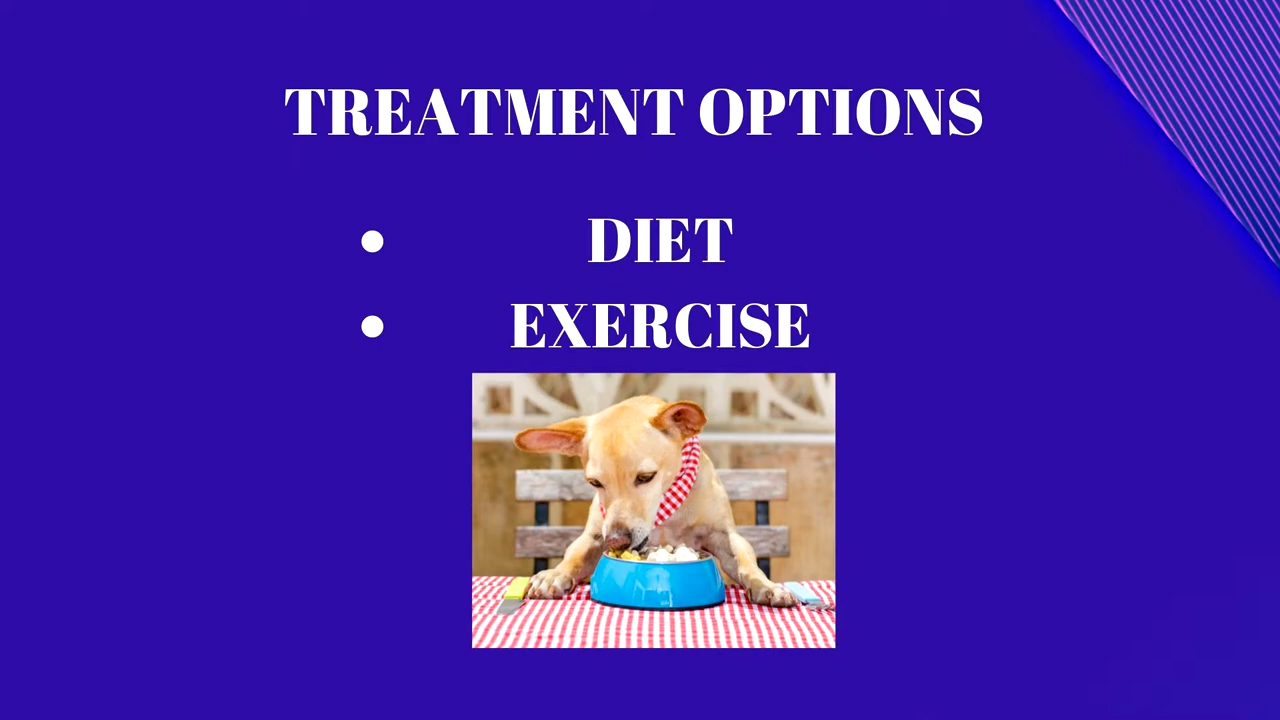 TREATMENT OPTIONS
• DIET
• EXERCISE